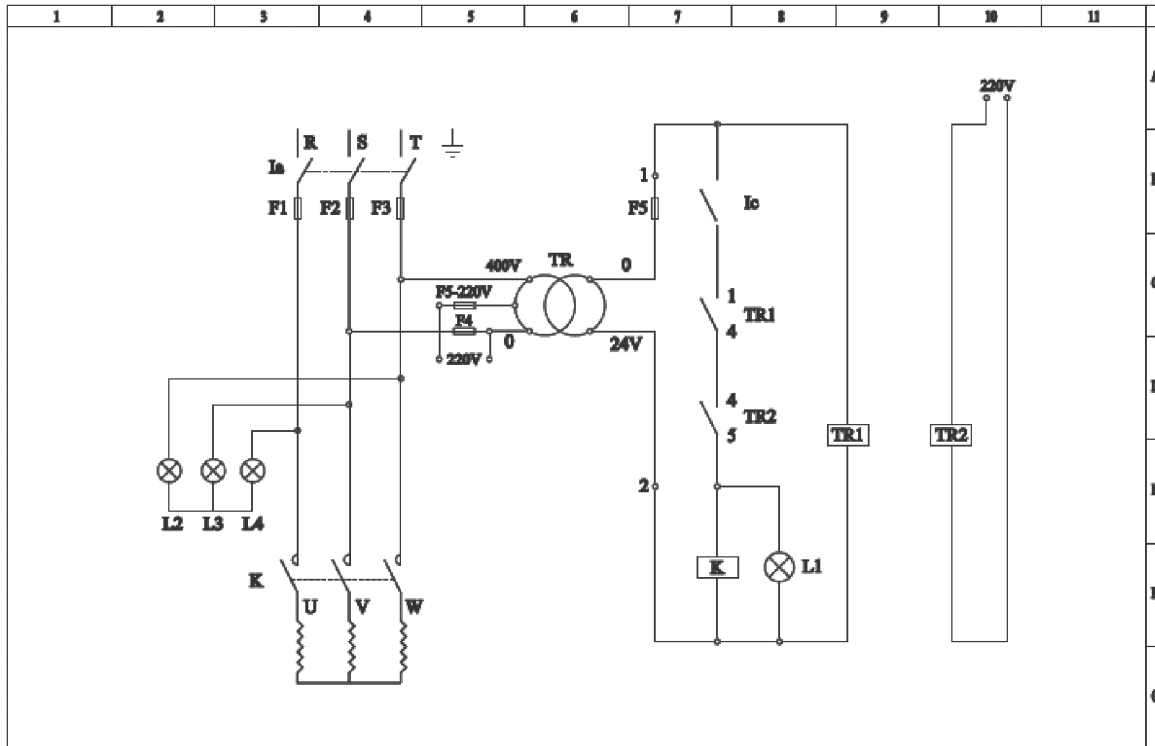 1 2 3 4 5 6 7 8 9 10 11
220V
R S T
Ia
1
F1 F2 F3
F5
Ic
400V TR 0
F5-220V
1
TR1
F4
4
0
24V
220V
4
TR2
5
TR1
TR2
2
L2 L3 L4
K
K
L1
U V W